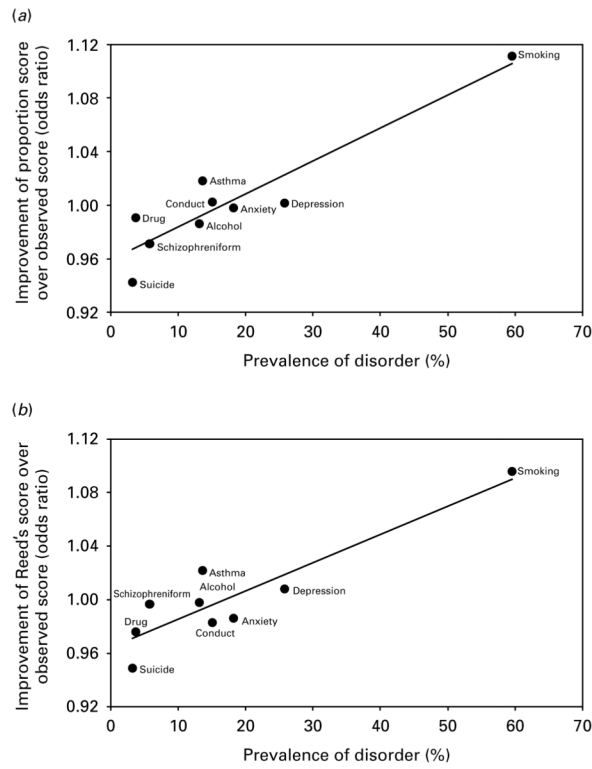 (a)
Improvement of proportion score
over observed score (odds ratio)
1.12
1.08
1.04
1.00
0.96
0.92
Smoking
Asthma
Conduct
Depression
Anxiety
Drug
Alcohol
Schizophreniform
Suicide
0 10 20 30 40 50 60 70
Prevalence of disorder (%)
(b)
Improvement of Reed's score over
observed score (odds ratio)
1.12
1.08
1.04
1.00
0.96
0.92
Smoking
Asthma
Alcohol
Schizophreniform
Depression
Drug
Anxiety
Conduct
Suicide
0 10 20 30 40 50 60 70
Prevalence of disorder (%)